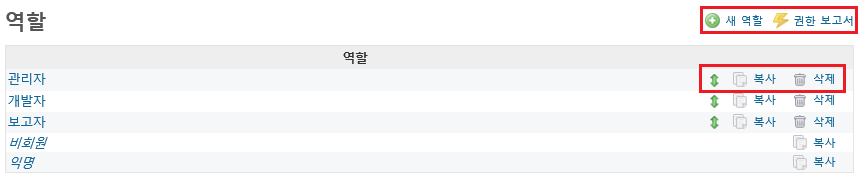 역할 새 역할 권한 보고서
역할
관리자 복사 삭제
개발자 복사 삭제
보고자 복사 삭제
비회원 복사
익명 복사